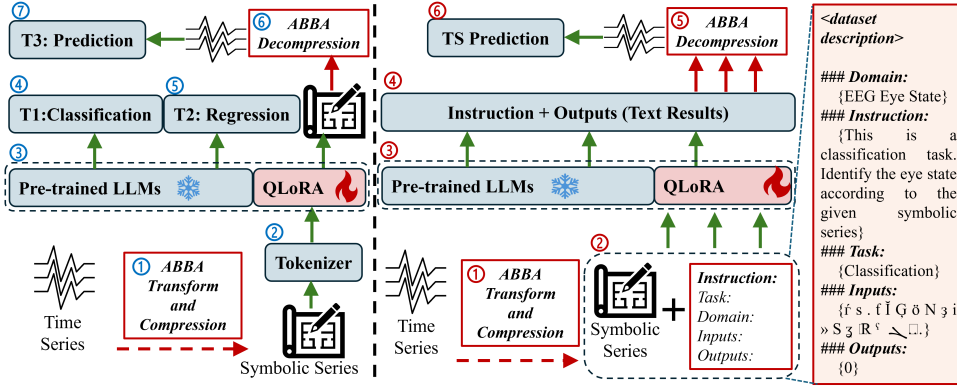 ⑦
T3: Prediction
⑥ ABBA
Decompression
④
T1:Classification
⑤
T2: Regression
③
Pre-trained LLMs
QLoRA
②
Tokenizer
① ABBA
Transform
and
Compression
Time
Series
Symbolic Series
⑥
TS Prediction
⑤ ABBA
Decompression
④
Instruction + Outputs (Text Results)
③
Pre-trained LLMs
QLoRA
① ABBA
Transform
and
Compression
Time
Series
②
Symbolic
Series
+
Instruction:
Task:
Domain:
Inputs:
Outputs:
<dataset
description>
### Domain:
{EEG Eye State}
### Instruction:
{This is a
classification task.
Identify the eye state
according to the
given symbolic
series}
### Task:
{Classification}
### Inputs:
### Outputs:
{0}